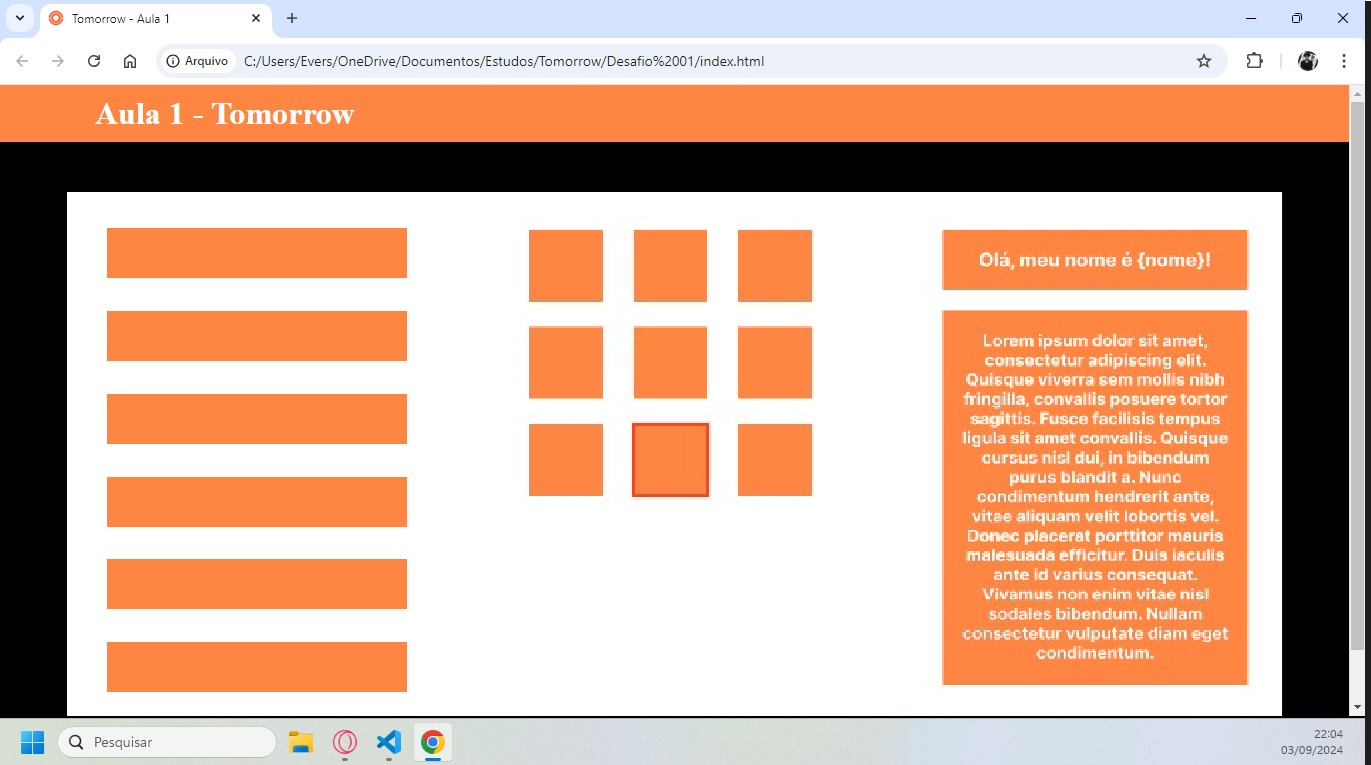 Tomorrow - Aula 1
Arquivo
C:/Users/Evers/OneDrive/Documentos/Estudos/Tomorrow/Desafio%2001/index.html
Aula 1 - Tomorrow
Olá, meu nome é {nome}!
Lorem ipsum dolor sit amet,
consectetur adipiscing elit.
Quisque viverra sem mollis nibh
fringilla, convallis posuere tortor
sagittis. Fusce facilisis tempus
ligula sit amet convallis. Quisque
cursus nisl dui, in bibendum
purus blandit a. Nunc
condimentum hendrerit ante,
vitae aliquam velit lobortis vel.
Donec placerat porttitor mauris
malesuada efficitur. Duis iaculis
ante id varius consequat.
Vivamus non enim vitae nisl
sodales bibendum. Nullam
consectetur vulputate diam eget
condimentum.
Pesquisar
22:04
03/09/2024